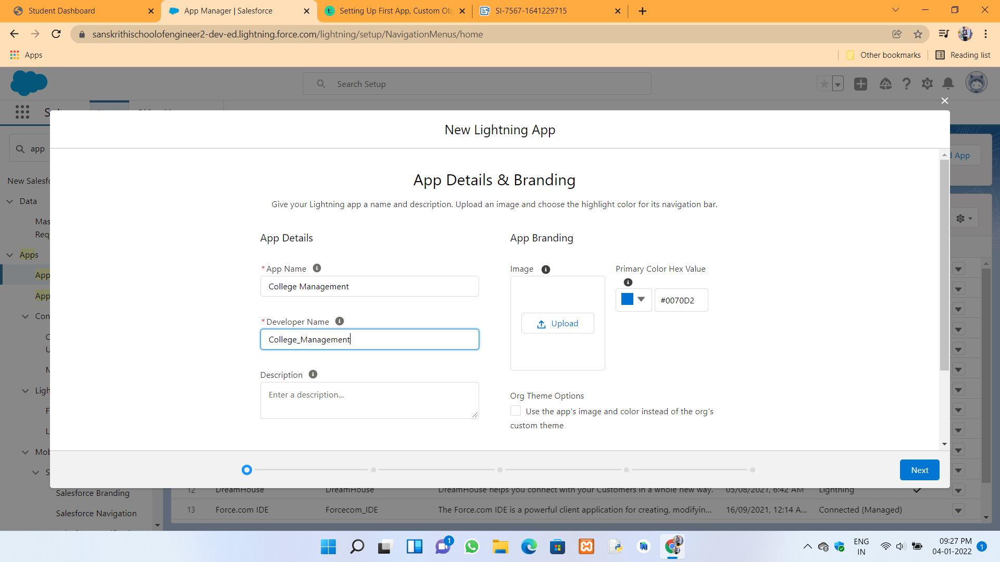 Student Dashboard
App Manager | Salesforce
Setting Up First App, Custom Ob
SI-7567-1641229715
sanskrithischoolofengineer2-dev-ed.lightning.force.com/lightning/setup/NavigationMenus/home
Apps
Other bookmarks
Reading list
Search Setup
New Lightning App
app
d App
App Details & Branding
New Salesfo
Give your Lightning app a name and description. Upload an image and choose the highlight color for its navigation bar.
Data
Mas
Req
App Details
App Branding
Apps
* App Name
Image
Primary Color Hex Value
App
College Management
App
#0070D2
Con
* Developer Name
Upload
College_Management
Description
Ligh
Enter a description...
Org Theme Options
Use the app's image and color instead of the org's
custom theme
F
L
Mob
S
Next
12 DreamHouse DreamHouse DreamHouse helps you connect with your Customers in a whole new way. 05/08/2021, 6:42 AM Lightning
Salesforce Branding
13 Force.com IDE Forcecom_IDE The Force.com IDE is a powerful client application for creating, modifyin... 16/09/2021, 12:14 A... Connected (Managed)
Salesforce Navigation
1
ENG
IN
09:27 PM
04-01-2022
1